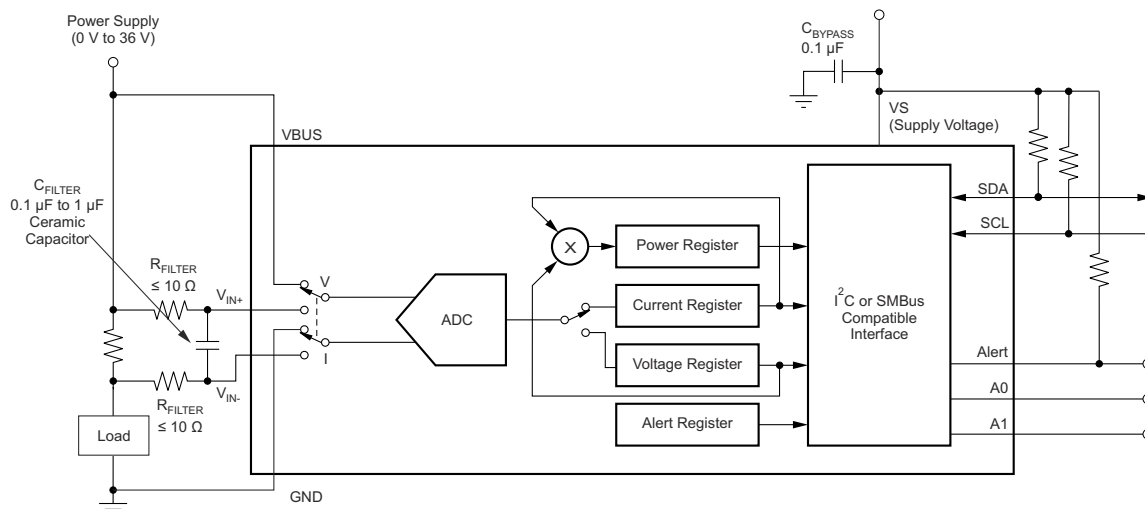 Power Supply
(0 V to 36 V)
C_BYPASS
0.1 µF
VS
(Supply Voltage)
VBUS
C_FILTER
0.1 µF to 1 µF
Ceramic
Capacitor
SDA
SCL
X
Power Register
R_FILTER
≤ 10 Ω
V_IN+
V
Current Register
ADC
I²C or SMBus
Compatible
Interface
Voltage Register
I
Alert
V_IN-
R_FILTER
≤ 10 Ω
A0
Alert Register
A1
Load
GND